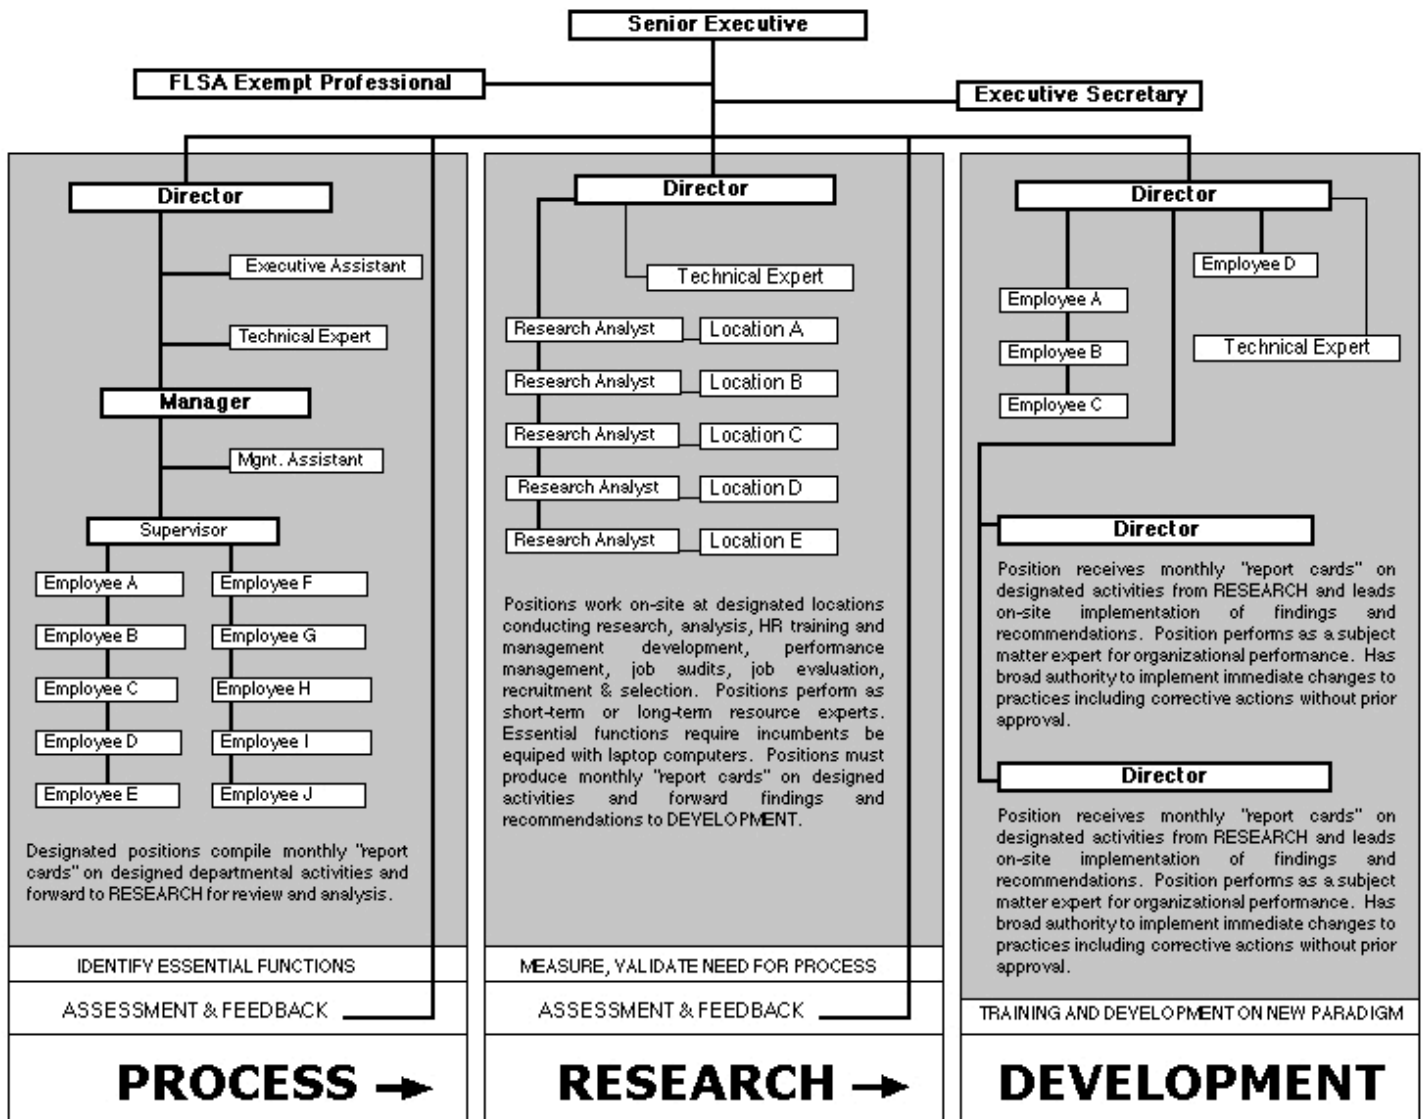 Senior Executive
FLSA Exempt Professional
Executive Secretary
Director
Executive Assistant
Technical Expert
Manager
Mgnt. Assistant
Supervisor
Employee A
Employee F
Employee B
Employee G
Employee C
Employee H
Employee D
Employee I
Employee E
Employee J
Designated positions compile monthly "report
cards" on designed departmental activities and
forward to RESEARCH for review and analysis.
IDENTIFY ESSENTIAL FUNCTIONS
ASSESSMENT & FEEDBACK
PROCESS
Director
Technical Expert
Research Analyst
Location A
Research Analyst
Location B
Research Analyst
Location C
Research Analyst
Location D
Research Analyst
Location E
Positions work on-site at designated locations
conducting research, analysis, HR training and
management development, performance
management, job audits, job evaluation,
recruitment & selection. Positions perform as
short-term or long-term resource experts.
Essential functions require incumbents be
equiped with laptop computers. Positions must
produce monthly "report cards" on designed
activities and forward findings and
recommendations to DEVELOPMENT.
MEASURE, VALIDATE NEED FOR PROCESS
ASSESSMENT & FEEDBACK
RESEARCH
Director
Employee D
Employee A
Employee B
Technical Expert
Employee C
Director
Position receives monthly "report cards" on
designated activities from RESEARCH and leads
on-site implementation of findings and
recommendations. Position performs as a subject
matter expert for organizational performance. Has
broad authority to implement immediate changes to
practices including corrective actions without prior
approval.
Director
Position receives monthly "report cards" on
designated activities from RESEARCH and leads
on-site implementation of findings and
recommendations. Position performs as a subject
matter expert for organizational performance. Has
broad authority to implement immediate changes to
practices including corrective actions without prior
approval.
TRAINING AND DEVELOPMENT ON NEW PARADIGM
DEVELOPMENT